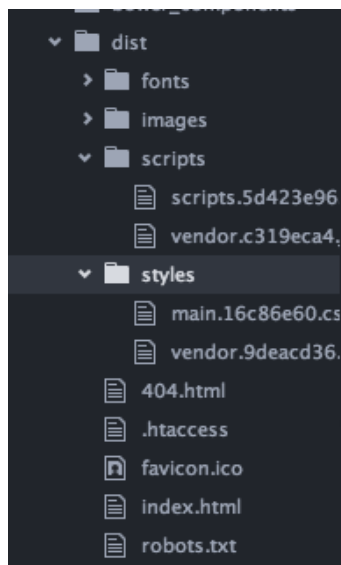 bower_components
dist
fonts
images
scripts
scripts.5d423e96
vendor.c319eca4.
styles
main.16c86e60.cs
vendor.9deacd36.
404.html
.htaccess
favicon.ico
index.html
robots.txt